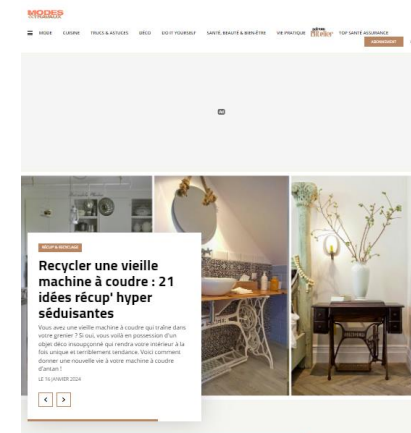 MODES
&TRAVAUX
MODE CUISINE TRUCS & ASTUCES DÉCO DO IT YOURSELF SANTÉ, BEAUTÉ & BIEN-ÊTRE VIE PRATIQUE TOP SANTÉ ASSURANCE
ABONNEMENT
Ad
RÉCUP & RECYCLAGE
Recycler une vieille
machine à coudre : 21
idées récup' hyper
séduisantes
Vous avez une vieille machine à coudre qui traîne dans
votre grenier ? Si oui, vous voilà en possession d'un
objet déco insoupçonné qui rendra votre intérieur à la
fois unique et terriblement tendance. Voici comment
donner une nouvelle vie à votre machine à coudre
d'antan !
LE 16 JANVIER 2024
SINGER